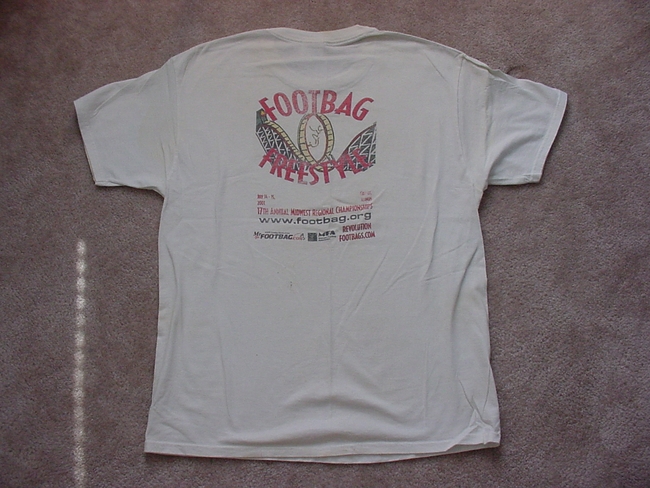 FOOTBAG
FREESTYLE
17TH ANNUAL MIDWEST REGIONAL CHAMPIONSHIPS
www.footbag.org
FOOTBAG
REVOLUTION
FOOTBAGS.COM